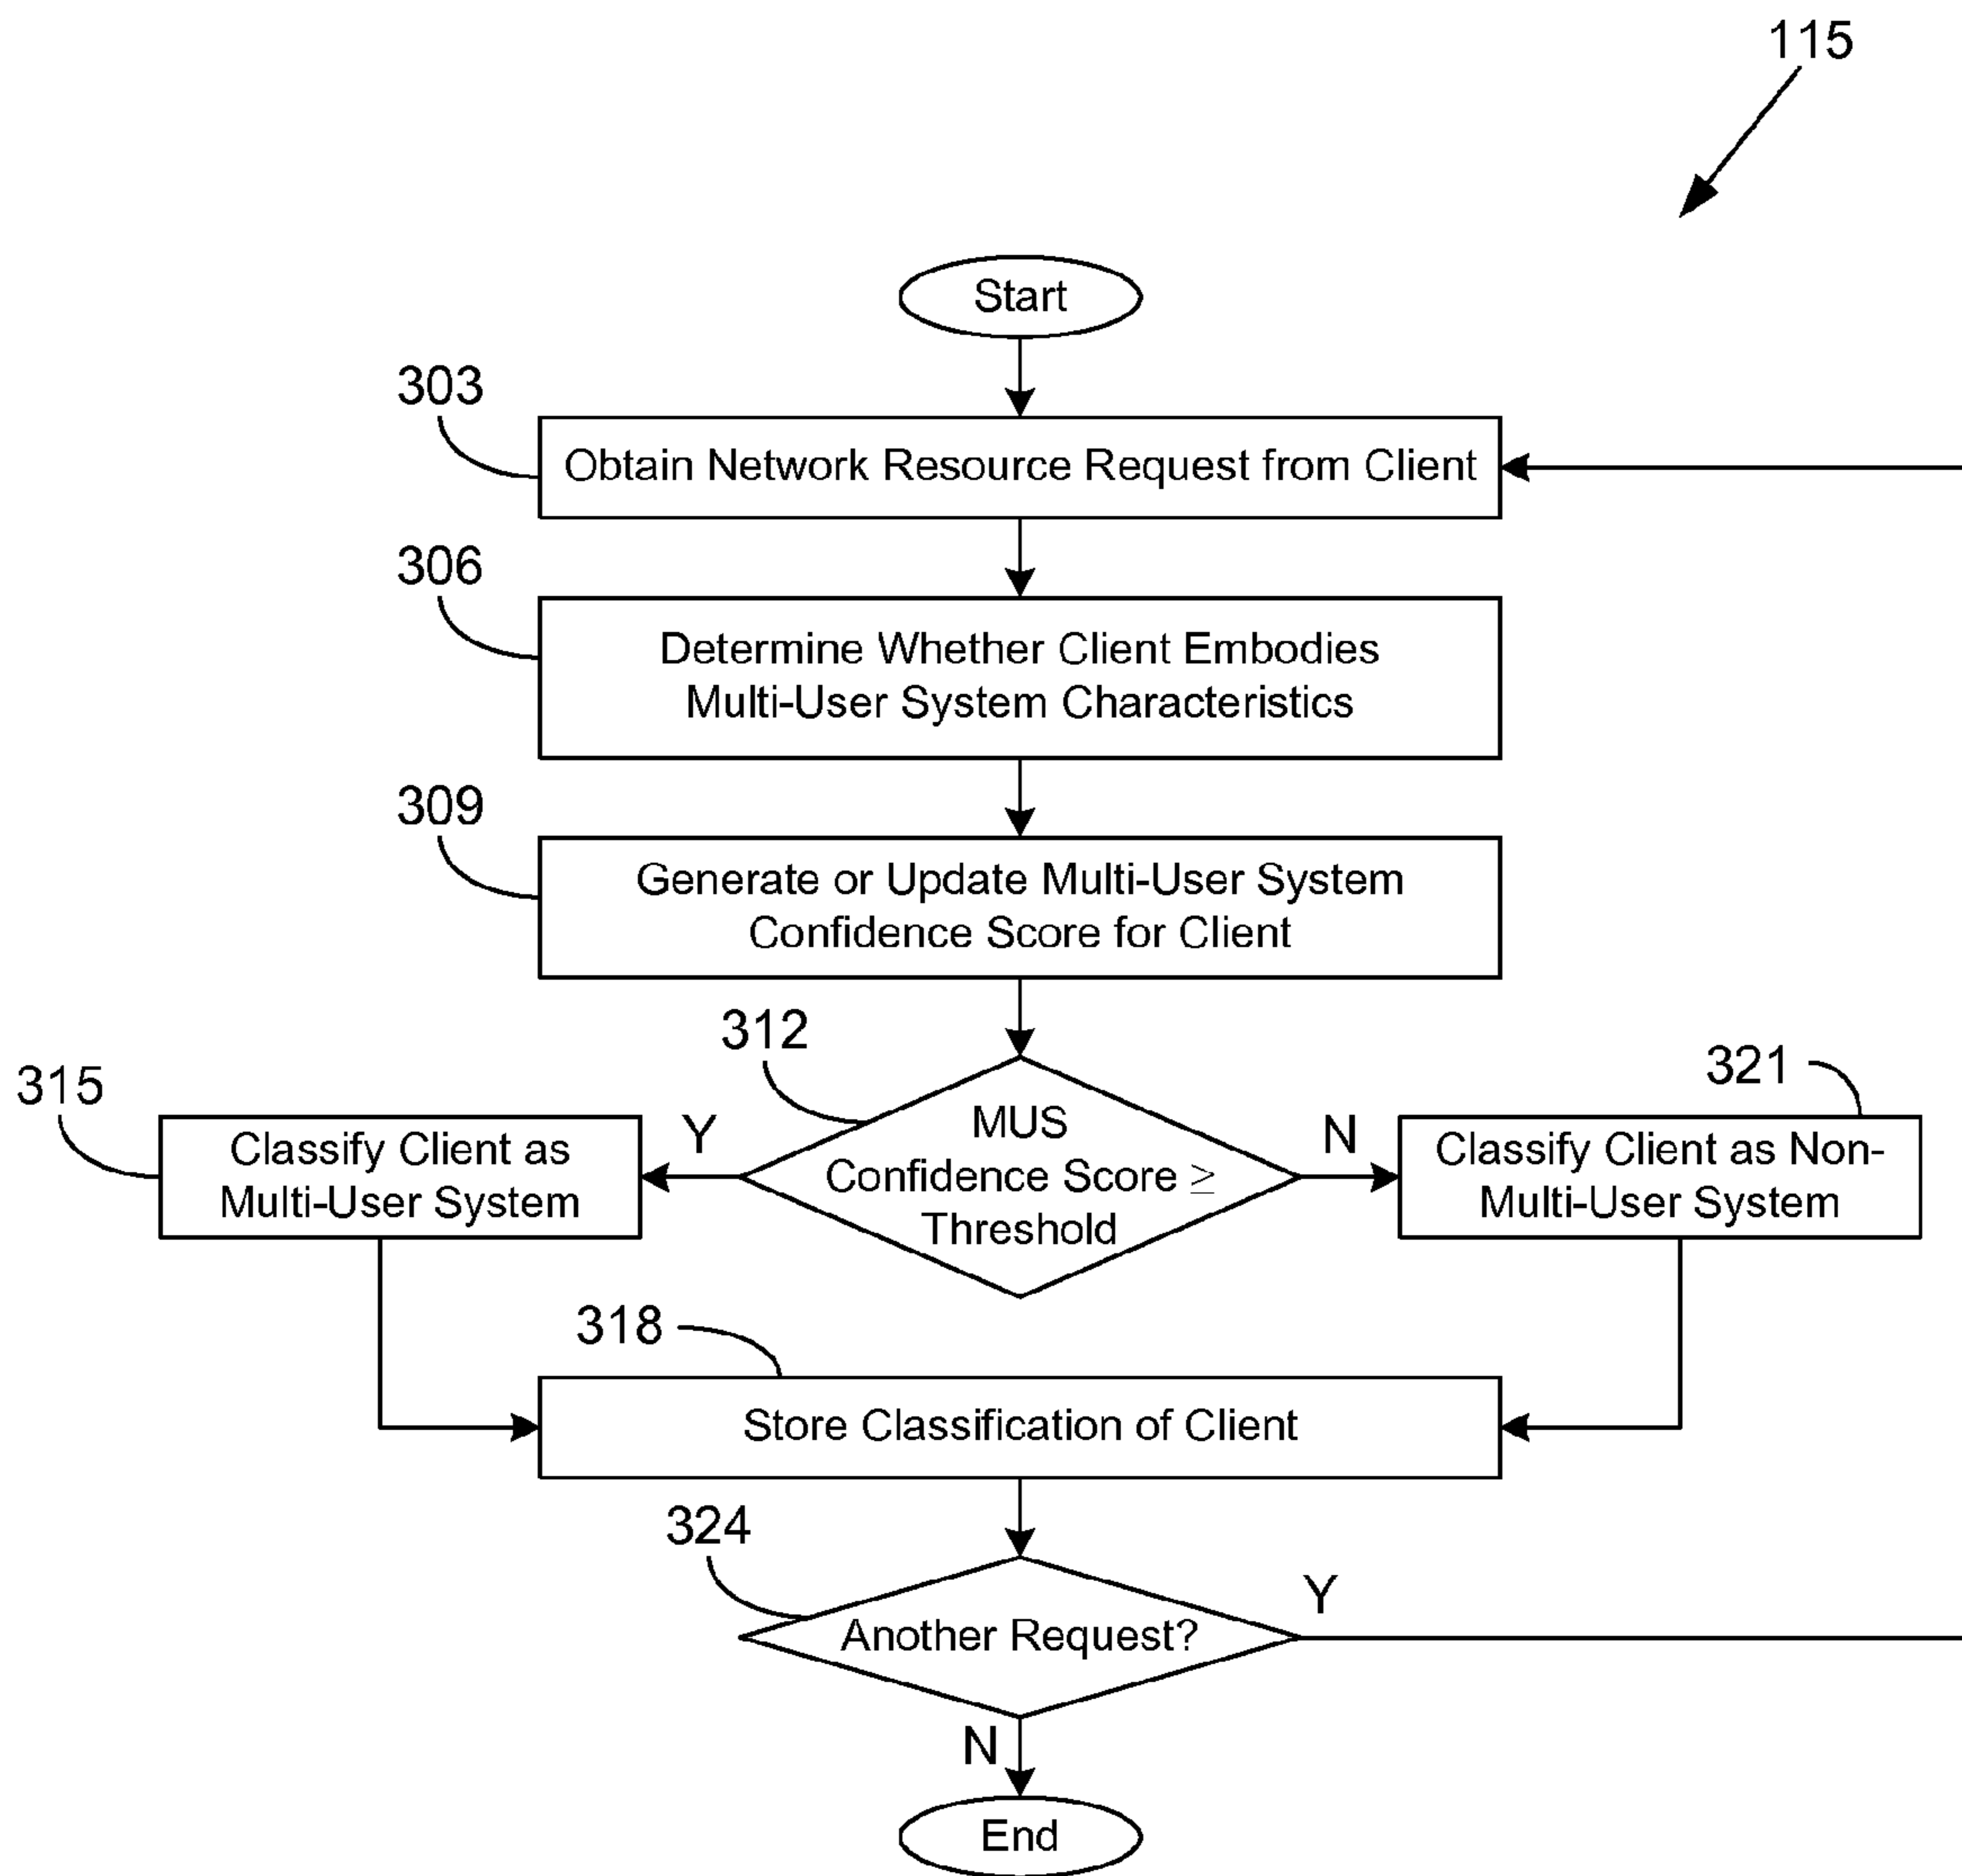 115
Start
303
Obtain Network Resource Request from Client
306
Determine Whether Client Embodies
Multi-User System Characteristics
309
Generate or Update Multi-User System
Confidence Score for Client
312
MUS
Confidence Score ≥
Threshold
Y
N
315
Classify Client as
Multi-User System
321
Classify Client as Non-
Multi-User System
318
Store Classification of Client
324
Another Request?
Y
N
End